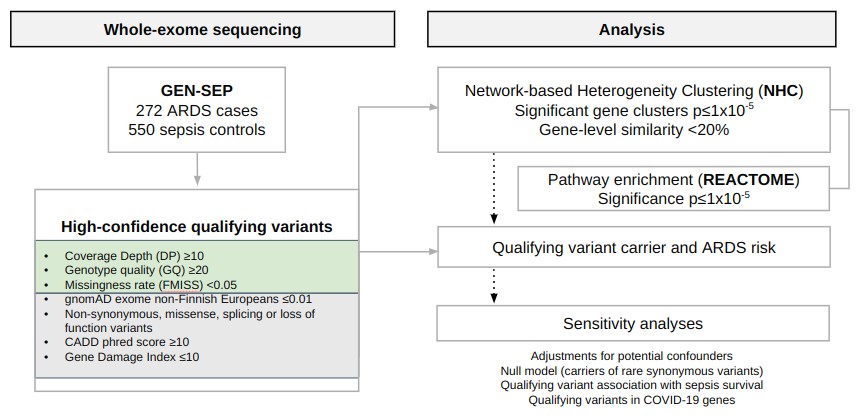 Whole-exome sequencing
GEN-SEP
272 ARDS cases
550 sepsis controls
High-confidence qualifying variants
• Coverage Depth (DP) ≥10
• Genotype quality (GQ) ≥20
• Missingness rate (FMISS) <0.05
• gnomAD exome non-Finnish Europeans ≤0.01
• Non-synonymous, missense, splicing or loss of
function variants
• CADD phred score ≥10
• Gene Damage Index ≤10
Analysis
Network-based Heterogeneity Clustering (NHC)
Significant gene clusters p≤1x10⁻⁵
Gene-level similarity <20%
Pathway enrichment (REACTOME)
Significance p≤1x10⁻⁵
Qualifying variant carrier and ARDS risk
Sensitivity analyses
Adjustments for potential confounders
Null model (carriers of rare synonymous variants)
Qualifying variant association with sepsis survival
Qualifying variants in COVID-19 genes